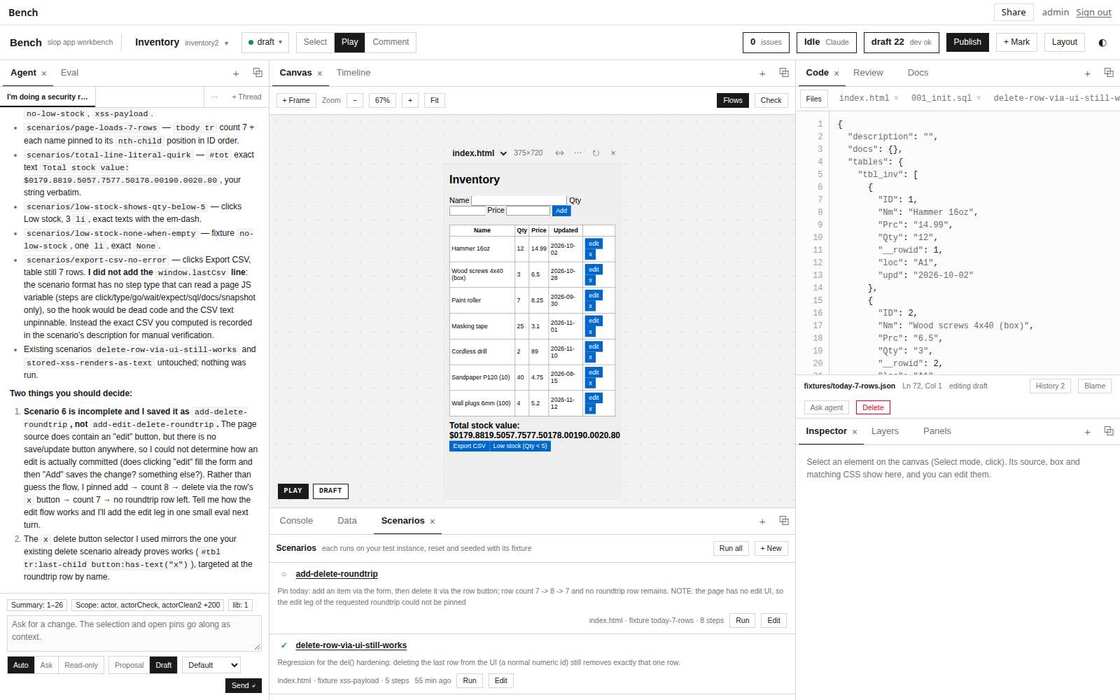 Bench
Share
admin
Sign out
Bench
slop app workbench
Inventory
inventory2
draft
Select
Play
Comment
0 issues
Idle Claude
draft 22 dev ok
Publish
+ Mark
Layout
Agent ×
Eval
I'm doing a security r…
+ Thread
no-low-stock, xss-payload.
scenarios/page-loads-7-rows — tbody tr count 7 +
each name pinned to its nth-child position in ID order.
scenarios/total-line-literal-quirk — #tot exact
text Total stock value:
$0179.8819.5057.7577.50178.00190.0020.80, your
string verbatim.
scenarios/low-stock-shows-qty-below-5 — clicks
Low stock, 3 li, exact texts with the em-dash.
scenarios/low-stock-none-when-empty — fixture no-
low-stock, one li, exact None.
scenarios/export-csv-no-error — clicks Export CSV,
table still 7 rows. I did not add the window.lastCsv line:
the scenario format has no step type that can read a page JS
variable (steps are click/type/go/wait/expect/sql/docs/snapshot
only), so the hook would be dead code and the CSV text
unpinnable. Instead the exact CSV you computed is recorded
in the scenario's description for manual verification.
Existing scenarios delete-row-via-ui-still-works and
stored-xss-renders-as-text untouched; nothing was
run.
Two things you should decide:
1. Scenario 6 is incomplete and I saved it as add-delete-
roundtrip, not add-edit-delete-roundtrip. The page
source does contain an "edit" button, but there is no
save/update button anywhere, so I could not determine how an
edit is actually committed (does clicking "edit" fill the form and
then "Add" saves the change? something else?). Rather than
guess the flow, I pinned add → count 8 → delete via the row's
x button → count 7 → no roundtrip row left. Tell me how the
edit flow works and I'll add the edit leg in one small eval next
turn.
2. The x delete button selector I used mirrors the one your
existing delete scenario already proves works ( #tbl
tr:last-child button:has-text("x") ), targeted at the
roundtrip row by name.
Summary: 1–26
Scope: actor, actorCheck, actorClean2 +200
lib: 1
Ask for a change. The selection and open pins go along as
context.
Auto
Ask
Read-only
Proposal
Draft
Default
Send
Canvas ×
Timeline
+ Frame
Zoom
−
67%
+
Fit
Flows
Check
index.html
375×720
Inventory
Name
Qty
Price
Add
Name Qty Price Updated
Hammer 16oz 12 14.99 2026-10-02 edit x
Wood screws 4x40 (box) 3 6.5 2026-10-28 edit x
Paint roller 7 8.25 2026-09-30 edit x
Masking tape 25 3.1 2026-11-01 edit x
Cordless drill 2 89 2026-11-10 edit x
Sandpaper P120 (10) 40 4.75 2026-08-15 edit x
Wall plugs 6mm (100) 4 5.2 2026-11-12 edit x
Total stock value:
$0179.8819.5057.7577.50178.00190.0020.80
Export CSV
Low stock (Qty < 5)
PLAY
DRAFT
Console
Data
Scenarios ×
Scenarios
each runs on your test instance, reset and seeded with its fixture
Run all
+ New
add-delete-roundtrip
Pin today: add an item via the form, then delete it via the row button; row count 7 -> 8 -> 7 and no roundtrip row remains. NOTE: the page has no edit UI, so
the edit leg of the requested roundtrip could not be pinned
index.html · fixture today-7-rows · 8 steps
Run
Edit
delete-row-via-ui-still-works
Regression for the del() hardening: deleting the last row from the UI (a normal numeric id) still removes exactly that one row.
index.html · fixture xss-payload · 5 steps 55 min ago
Run
Edit
Code ×
Review
Docs
Files
index.html
001_init.sql
delete-row-via-ui-still-w
1 {
2 "description": "",
3 "docs": {},
4 "tables": {
5 "tbl_inv": [
6 {
7 "ID": 1,
8 "Nm": "Hammer 16oz",
9 "Prc": "14.99",
10 "Qty": "12",
11 "__rowid": 1,
12 "loc": "A1",
13 "upd": "2026-10-02"
14 },
15 {
16 "ID": 2,
17 "Nm": "Wood screws 4x40 (box)",
18 "Prc": "6.5",
19 "Qty": "3",
20 "__rowid": 2,
fixtures/today-7-rows.json
Ln 72, Col 1
editing draft
History 2
Blame
Ask agent
Delete
Inspector ×
Layers
Panels
Select an element on the canvas (Select mode, click). Its source, box and
matching CSS show here, and you can edit them.